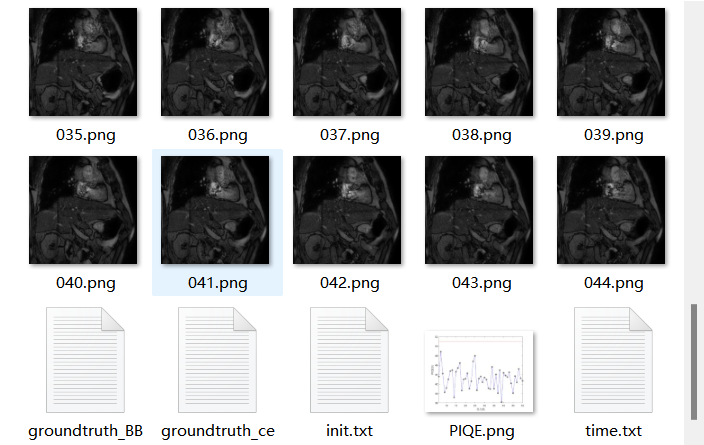 035.png
036.png
037.png
038.png
039.png
040.png
041.png
042.png
043.png
044.png
groundtruth_BB
groundtruth_ce
init.txt
PIQE.png
time.txt